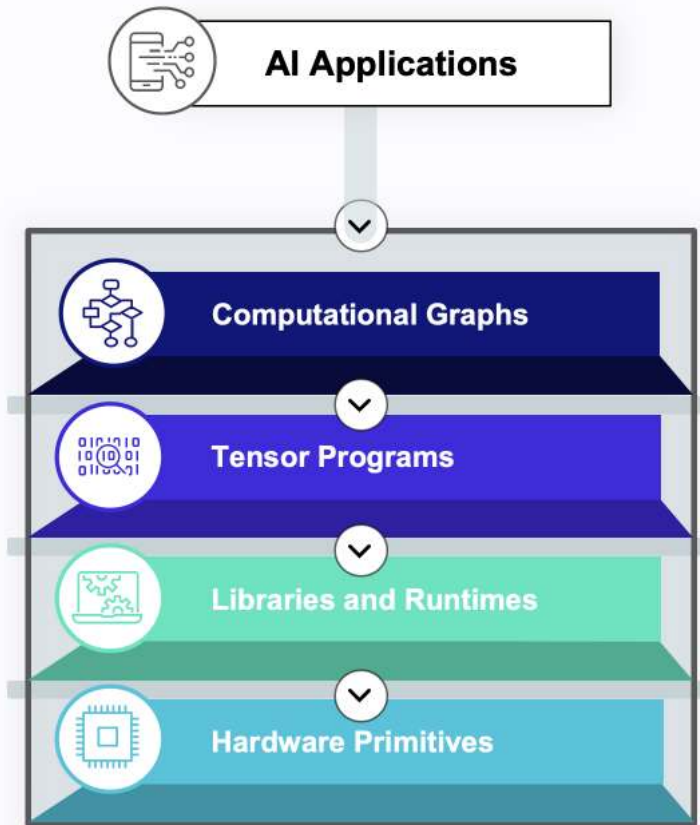 AI Applications
Computational Graphs
Tensor Programs
Libraries and Runtimes
Hardware Primitives